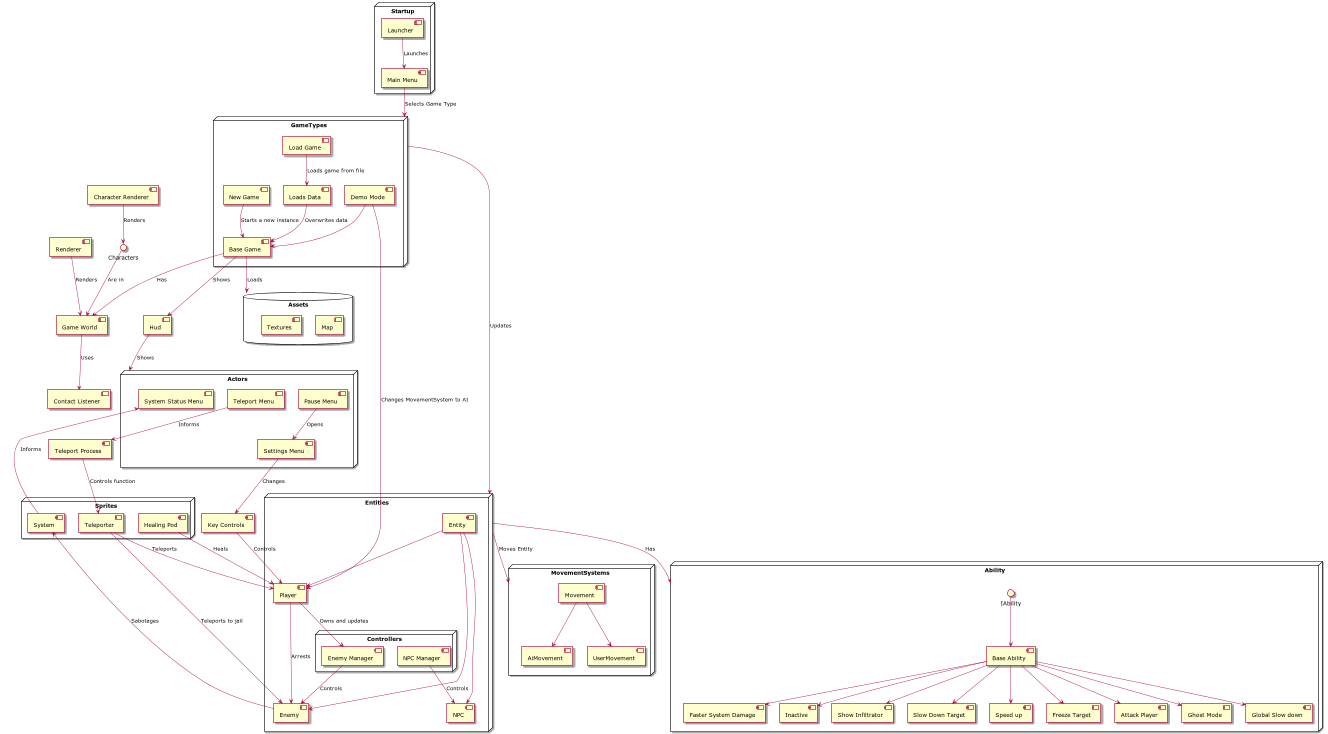 Startup
Launcher
Launches
Main Menu
Selects Game Type
GameTypes
Load Game
Loads game from file
New Game
Loads Data
Demo Mode
Character Renderer
Starts a new instance
Overwrites data
Renders
Renderer
Characters
Base Game
Renders
Are in
Has
Shows
Loads
Assets
Textures
Map
Game World
Hud
Updates
Uses
Shows
Actors
Contact Listener
System Status Menu
Teleport Menu
Pause Menu
Changes MovementSystem to AI
Informs
Opens
Informs
Teleport Process
Settings Menu
Controls function
Changes
Sprites
System
Teleporter
Healing Pod
Key Controls
Entities
Entity
Teleports
Heals
Controls
Moves Entity
Has
Player
MovementSystems
Movement
AiMovement
UserMovement
Ability
IAbility
Base Ability
Sabotages
Teleports to jail
Owns and updates
Arrests
Controllers
Enemy Manager
NPC Manager
Controls
Controls
Enemy
NPC
Faster System Damage
Inactive
Show Infiltrator
Slow Down Target
Speed up
Freeze Target
Attack Player
Ghost Mode
Global Slow down